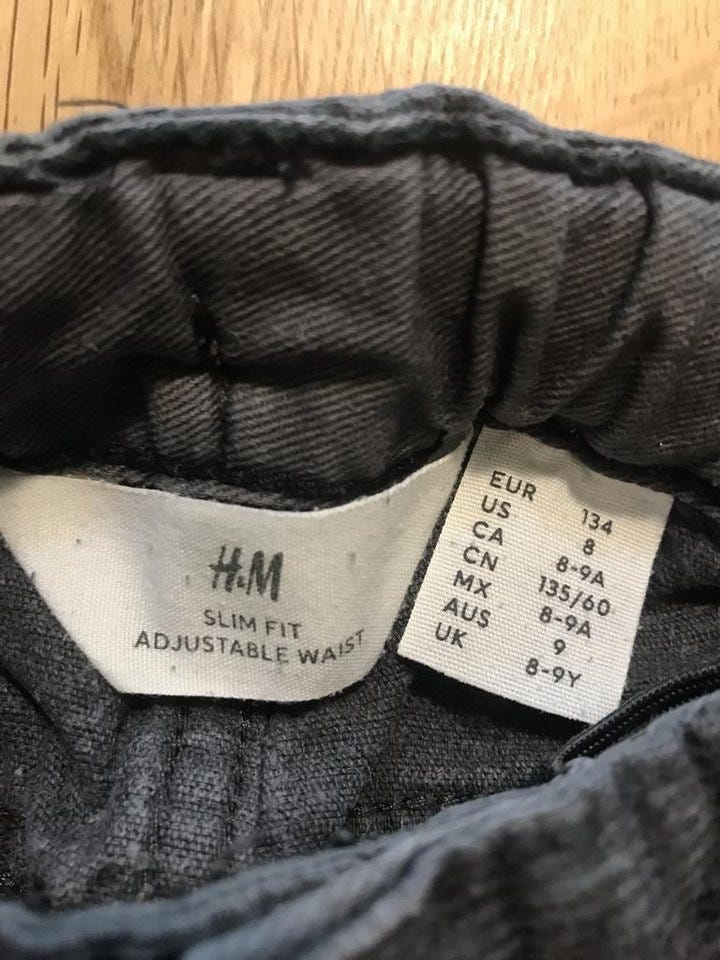 H&M
SLIM FIT
ADJUSTABLE WAIST
EUR 134
US 8
CA 8-9A
CN 135/60
MX 8-9A
AUS 9
UK 8-9Y